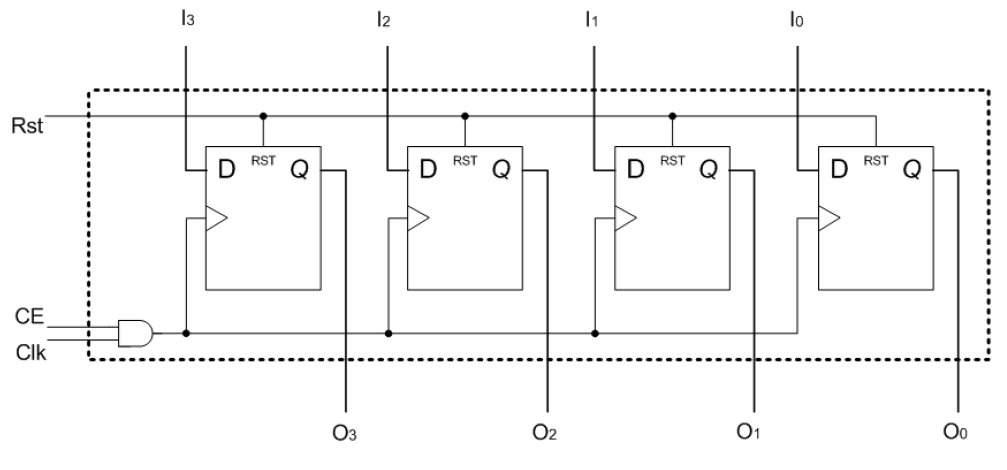 I3 I2 I1 I0
Rst
RST RST RST RST
D Q D Q D Q D Q
CE
Clk
O3 O2 O1 O0